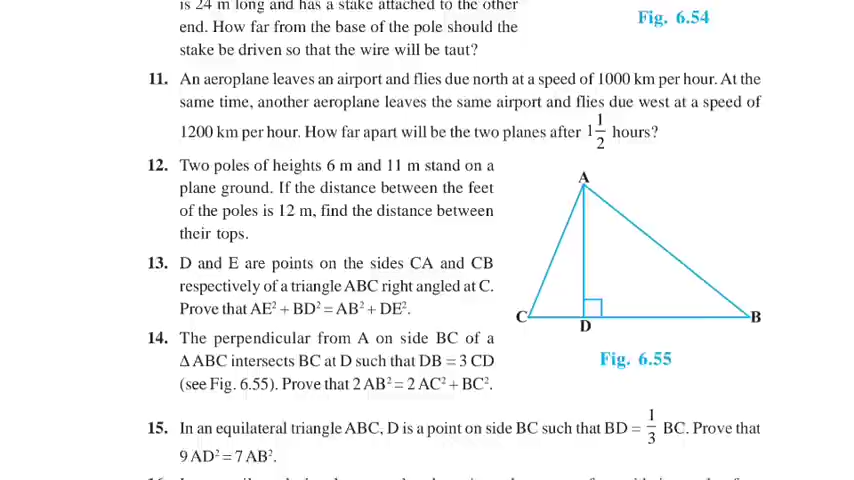 is 24 m long and has a stake attached to the other
end. How far from the base of the pole should the
stake be driven so that the wire will be taut?
Fig. 6.54
11. An aeroplane leaves an airport and flies due north at a speed of 1000 km per hour. At the
same time, another aeroplane leaves the same airport and flies due west at a speed of
1200 km per hour. How far apart will be the two planes after 1 1/2 hours?
12. Two poles of heights 6 m and 11 m stand on a
plane ground. If the distance between the feet
of the poles is 12 m, find the distance between
their tops.
13. D and E are points on the sides CA and CB
respectively of a triangle ABC right angled at C.
Prove that AE² + BD² = AB² + DE².
14. The perpendicular from A on side BC of a
Δ ABC intersects BC at D such that DB = 3 CD
(see Fig. 6.55). Prove that 2 AB² = 2 AC² + BC².
A
C
D
B
Fig. 6.55
15. In an equilateral triangle ABC, D is a point on side BC such that BD = 1/3 BC. Prove that
9 AD² = 7 AB².